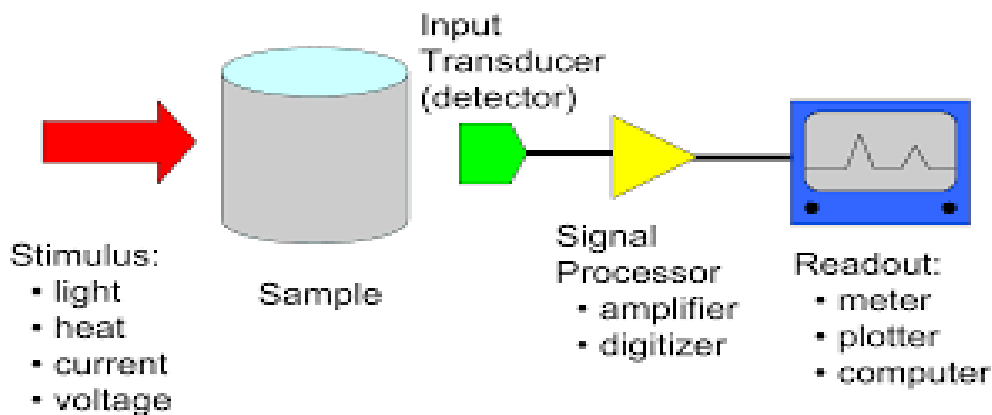 Input
Transducer
(detector)
Stimulus:
• light
• heat
• current
• voltage
Sample
Signal
Processor
• amplifier
• digitizer
Readout:
• meter
• plotter
• computer